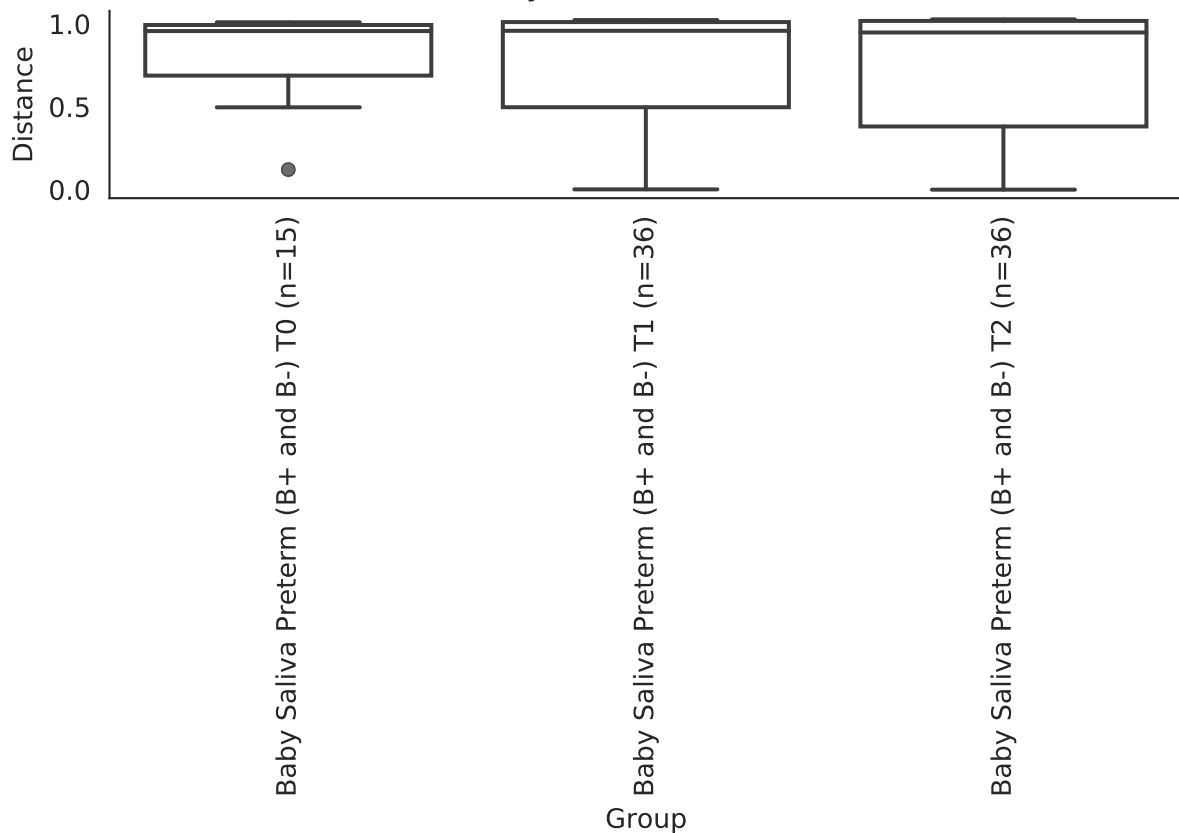 1.0
0.5
0.0
Distance
Baby Saliva Preterm (B+ and B-) T0 (n=15)
Baby Saliva Preterm (B+ and B-) T1 (n=36)
Baby Saliva Preterm (B+ and B-) T2 (n=36)
Group